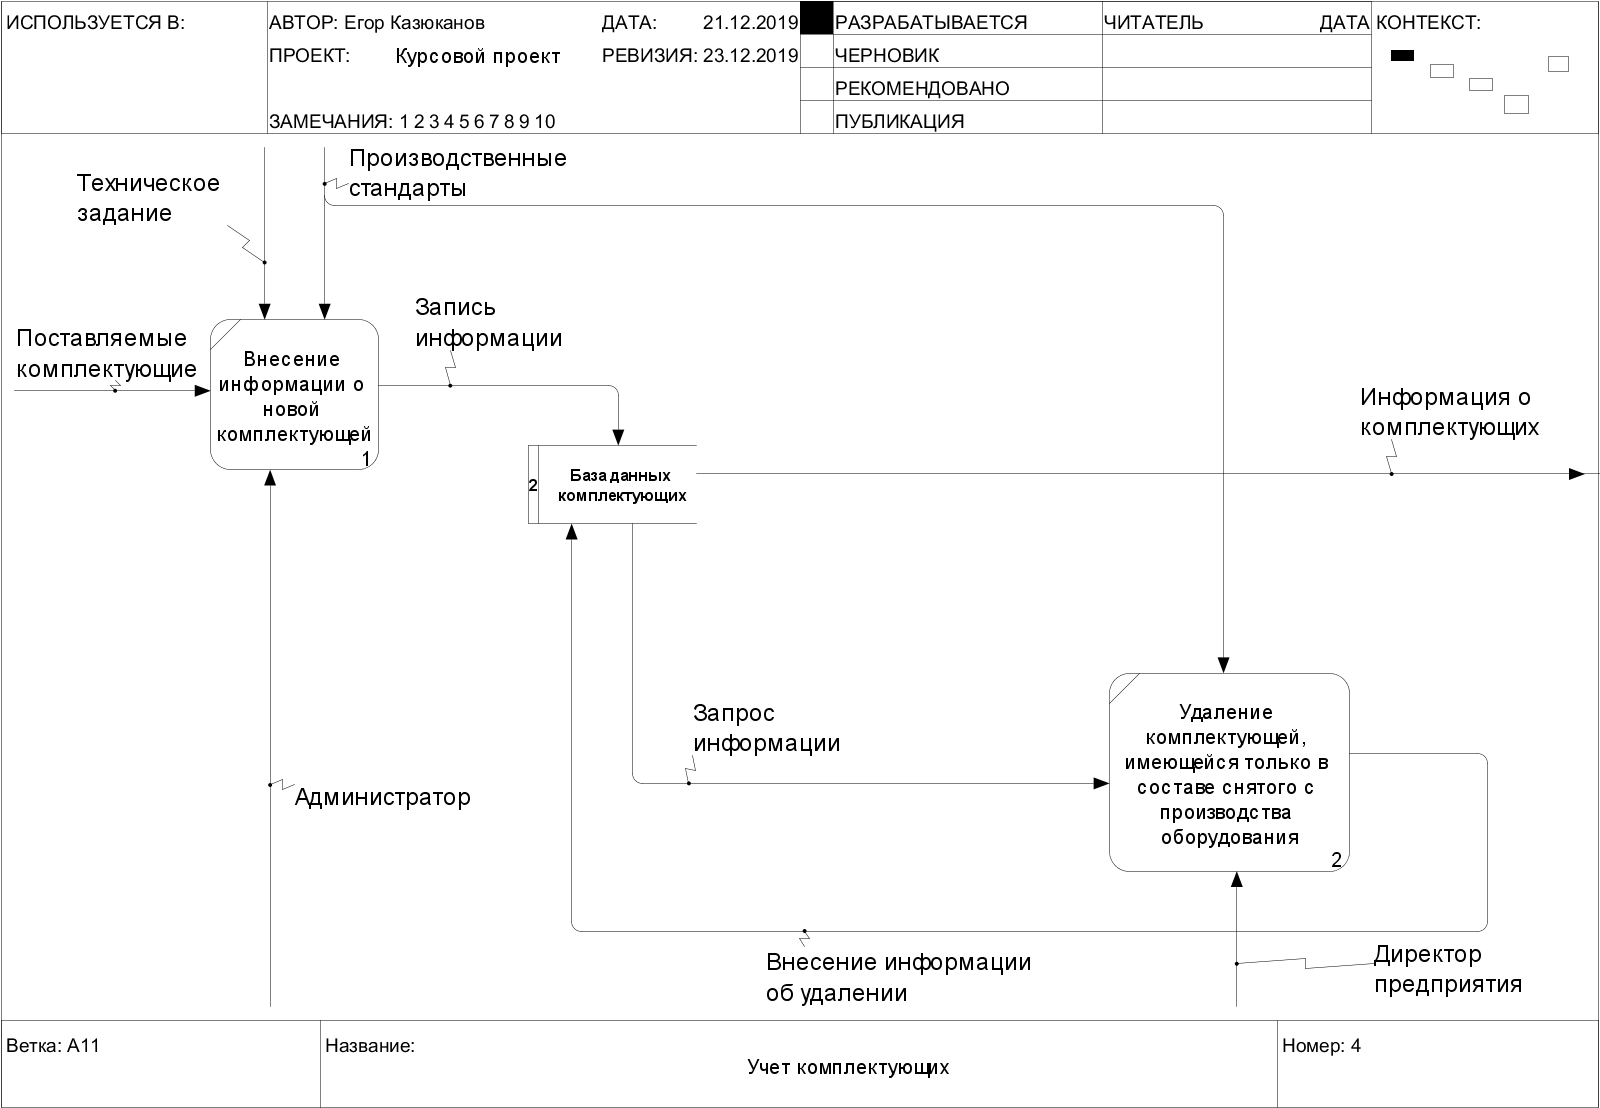 ИСПОЛЬЗУЕТСЯ В:
АВТОР: Егор Казюканов
ДАТА: 21.12.2019
ПРОЕКТ: Курсовой проект
РЕВИЗИЯ: 23.12.2019
ЗАМЕЧАНИЯ: 1 2 3 4 5 6 7 8 9 10
РАЗРАБАТЫВАЕТСЯ
ЧЕРНОВИК
РЕКОМЕНДОВАНО
ПУБЛИКАЦИЯ
ЧИТАТЕЛЬ
ДАТА
КОНТЕКСТ:
Производственные
стандарты
Техническое
задание
Запись
информации
Поставляемые
комплектующие
Внесение
информации о
новой
комплектующей
1
Информация о
комплектующих
2
База данных
комплектующих
Запрос
информации
Удаление
комплектующей,
имеющейся только в
составе снятого с
производства
оборудования
2
Администратор
Внесение информации
об удалении
Директор
предприятия
Ветка: A11
Название:
Учет комплектующих
Номер: 4